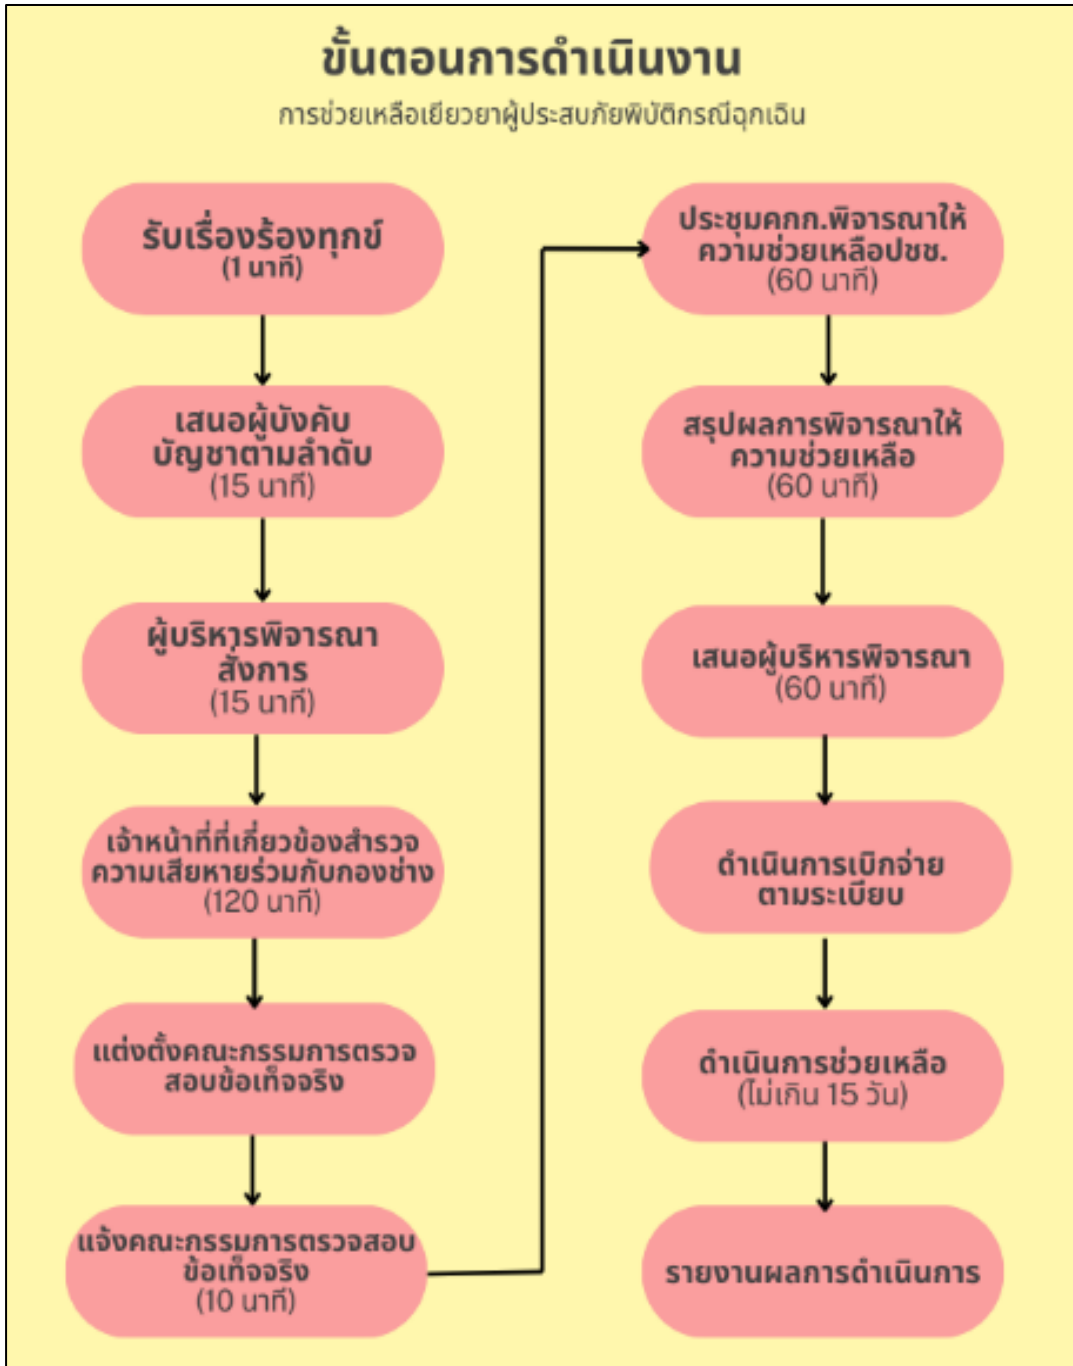 ขั้นตอนการดำเนินงาน
การช่วยเหลือเยียวยาผู้ประสบภัยพิบัติกรณีฉุกเฉิน
รับเรื่องร้องทุกข์
(1 นาที)
เสนอผู้บังคับ
บัญชาตามลำดับ
(15 นาที)
ผู้บริหารพิจารณา
สั่งการ
(15 นาที)
เจ้าหน้าที่ที่เกี่ยวข้องสำรวจ
ความเสียหายร่วมกับกองช่าง
(120 นาที)
แต่งตั้งคณะกรรมการตรวจ
สอบข้อเท็จจริง
แจ้งคณะกรรมการตรวจสอบ
ข้อเท็จจริง
(10 นาที)
ประชุมคกก.พิจารณาให้
ความช่วยเหลือปชช.
(60 นาที)
สรุปผลการพิจารณาให้
ความช่วยเหลือ
(60 นาที)
เสนอผู้บริหารพิจารณา
(60 นาที)
ดำเนินการเบิกจ่าย
ตามระเบียบ
ดำเนินการช่วยเหลือ
(ไม่เกิน 15 วัน)
รายงานผลการดำเนินการ